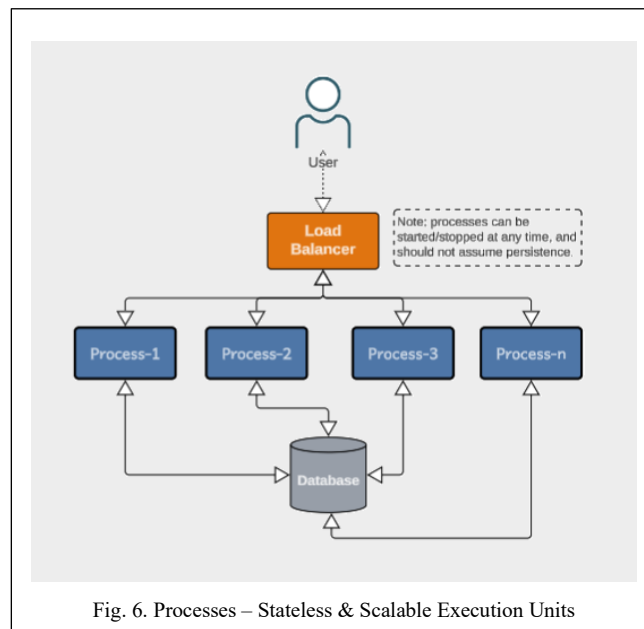 User
Load
Balancer
Note: processes can be
started/stopped at any time, and
should not assume persistence.
Process-1
Process-2
Process-3
Process-n
Database
Fig. 6. Processes – Stateless & Scalable Execution Units